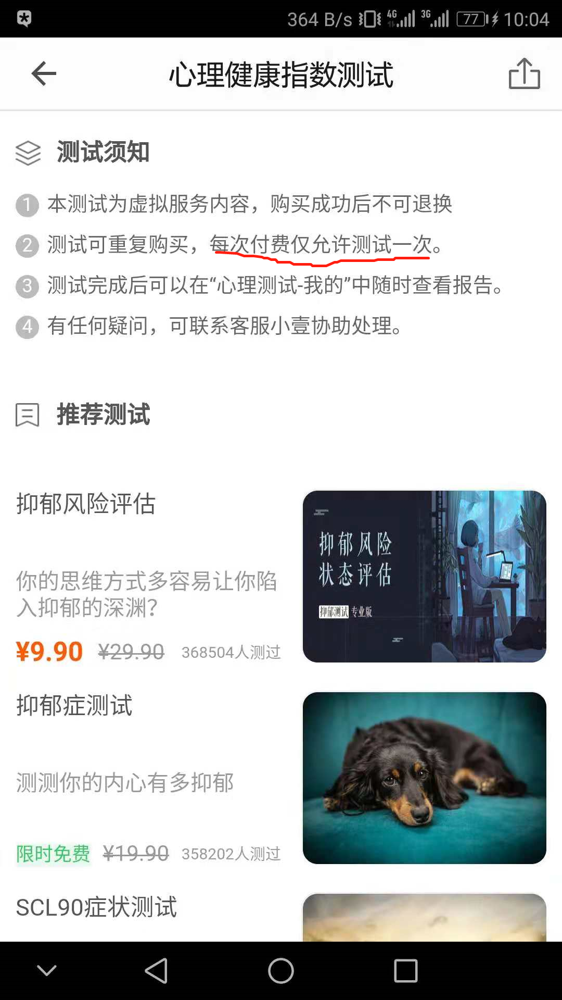 364 B/s 4G 3G 77 10:04
心理健康指数测试
测试须知
1 本测试为虚拟服务内容，购买成功后不可退换
2 测试可重复购买，每次付费仅允许测试一次。
3 测试完成后可以在“心理测试-我的”中随时查看报告。
4 有任何疑问，可联系客服小壹协助处理。
推荐测试
抑郁风险评估
你的思维方式多容易让你陷
入抑郁的深渊?
¥9.90 ¥29.90 368504人测过
抑郁风险
状态评估
抑郁测试 专业版
抑郁症测试
测测你的内心有多抑郁
限时免费 ¥19.90 358202人测过
SCL90症状测试